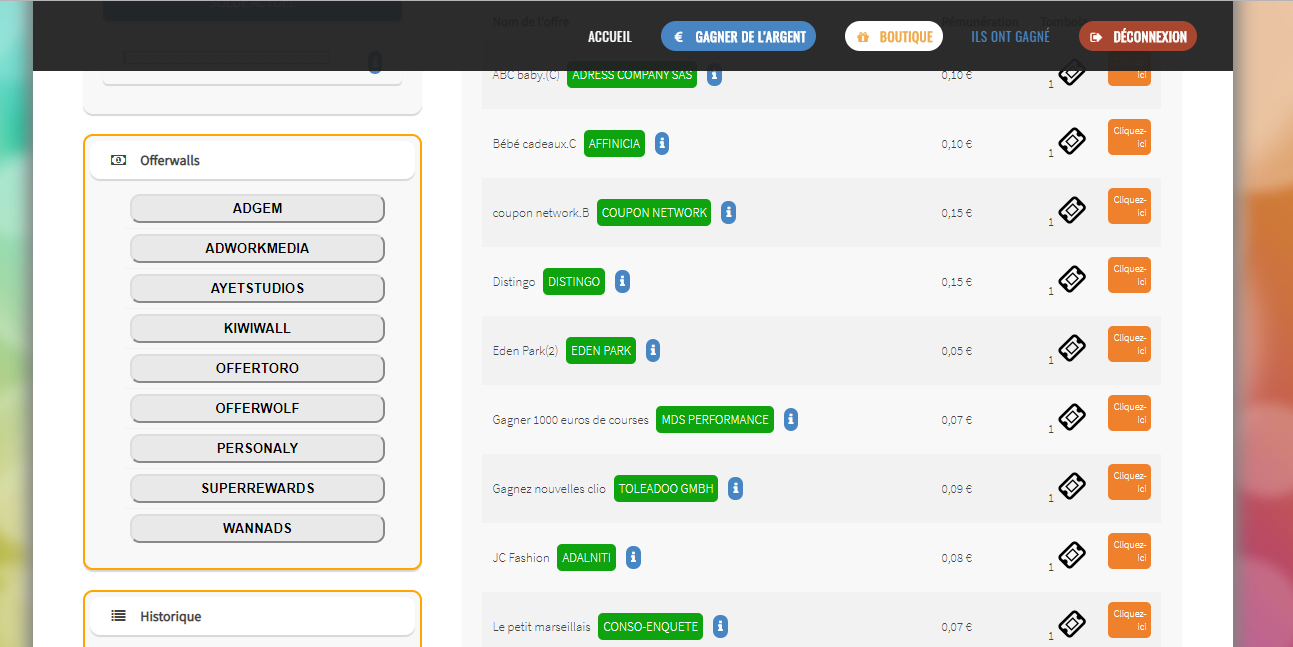 SOLDE ACTUEL
Nom de l'offre
Rémunération
Tombola
ACCUEIL
€ GAGNER DE L'ARGENT
BOUTIQUE
ILS ONT GAGNÉ
DÉCONNEXION
Offerwalls
ADGEM
ADWORKMEDIA
AYETSTUDIOS
KIWIWALL
OFFERTORO
OFFERWOLF
PERSONALY
SUPERREWARDS
WANNADS
Historique
ABC baby.(C) ADRESS COMPANY SAS i 0,10 € 1
ici
Bébé cadeaux.C AFFINICIA i 0,10 € 1 Cliquez-
ici
coupon network.B COUPON NETWORK i 0,15 € 1 Cliquez-
ici
Distingo DISTINGO i 0,15 € 1 Cliquez-
ici
Eden Park(2) EDEN PARK i 0,05 € 1 Cliquez-
ici
Gagner 1000 euros de courses MDS PERFORMANCE i 0,07 € 1 Cliquez-
ici
Gagnez nouvelles clio TOLEADOO GMBH i 0,09 € 1 Cliquez-
ici
JC Fashion ADALNITI i 0,08 € 1 Cliquez-
ici
Le petit marseillais CONSO-ENQUETE i 0,07 € 1 Cliquez-
ici